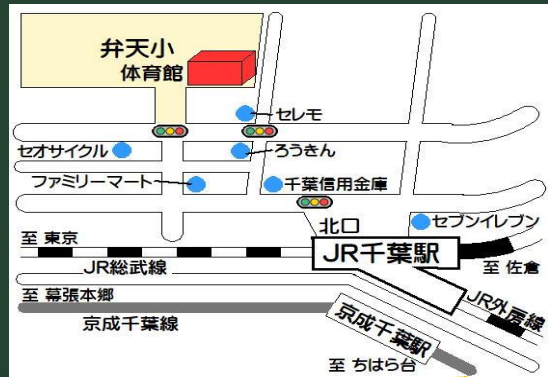 弁天小
体育館
セレモ
セオサイクル
ろうきん
ファミリーマート
千葉信用金庫
北口
セブンイレブン
至 東京
JR千葉駅
JR総武線
至 佐倉
至 幕張本郷
JR外房線
京成千葉線
京成千葉駅
至 ちはら台